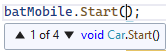 batMobile.Start();
▲ 1 of 4 ▼ void Car.Start()